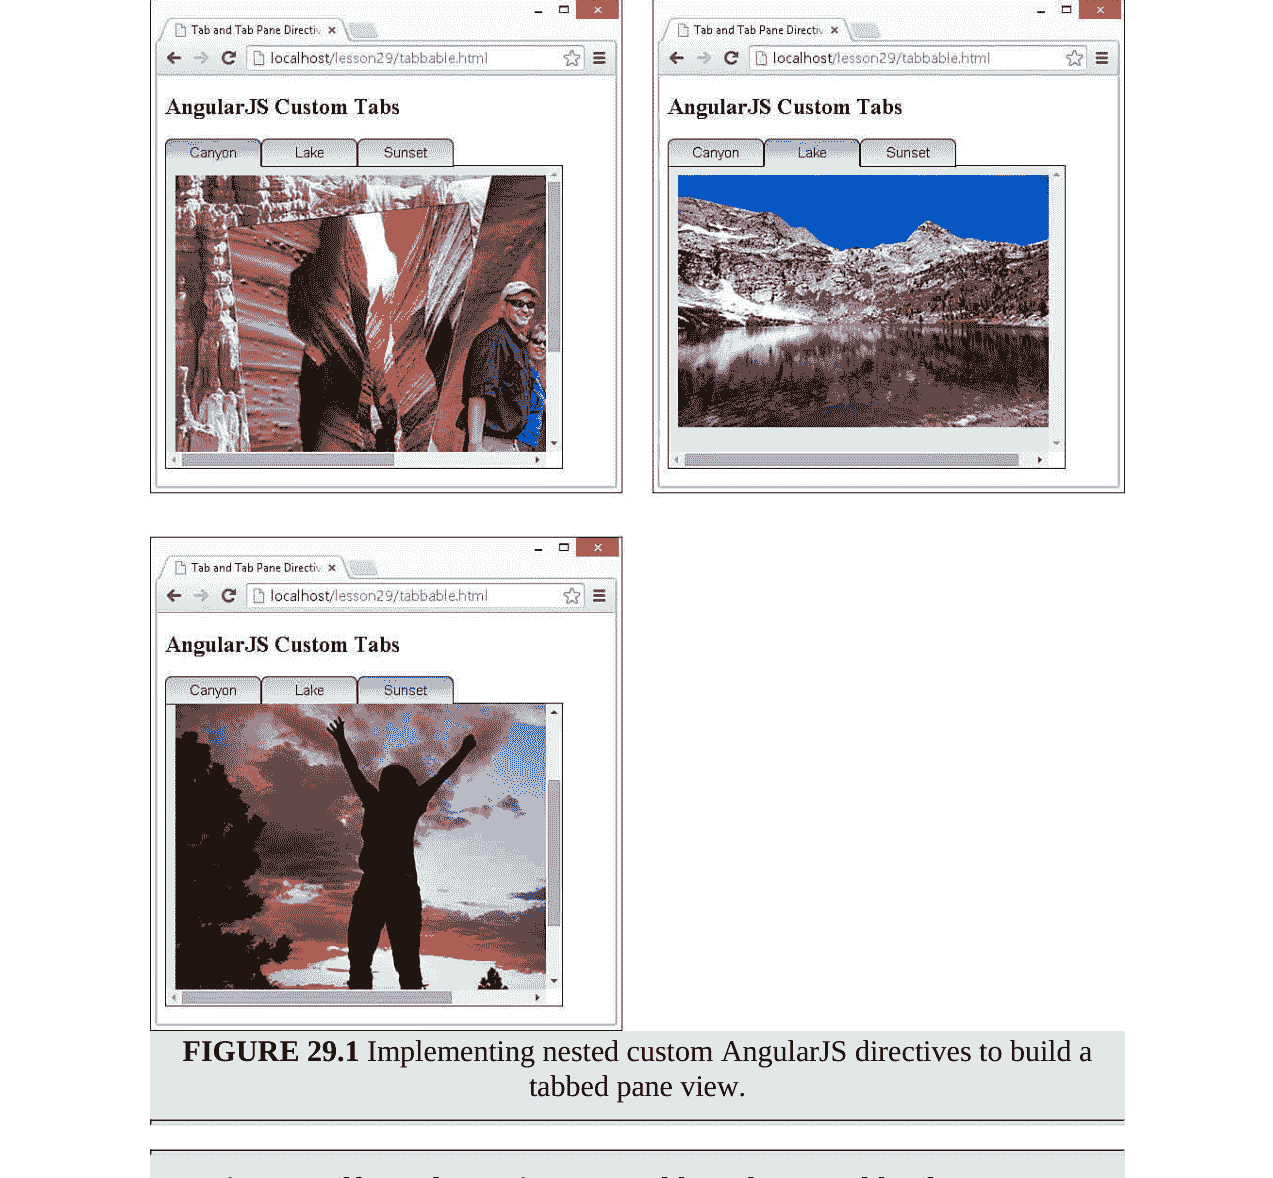 Tab and Tab Pane Directiv
localhost/lesson29/tabbable.html
AngularJS Custom Tabs
Canyon
Lake
Sunset
Tab and Tab Pane Directiv
localhost/lesson29/tabbable.html
AngularJS Custom Tabs
Canyon
Lake
Sunset
Tab and Tab Pane Directiv
localhost/lesson29/tabbable.html
AngularJS Custom Tabs
Canyon
Lake
Sunset
FIGURE 29.1 Implementing nested custom AngularJS directives to build a
tabbed pane view.